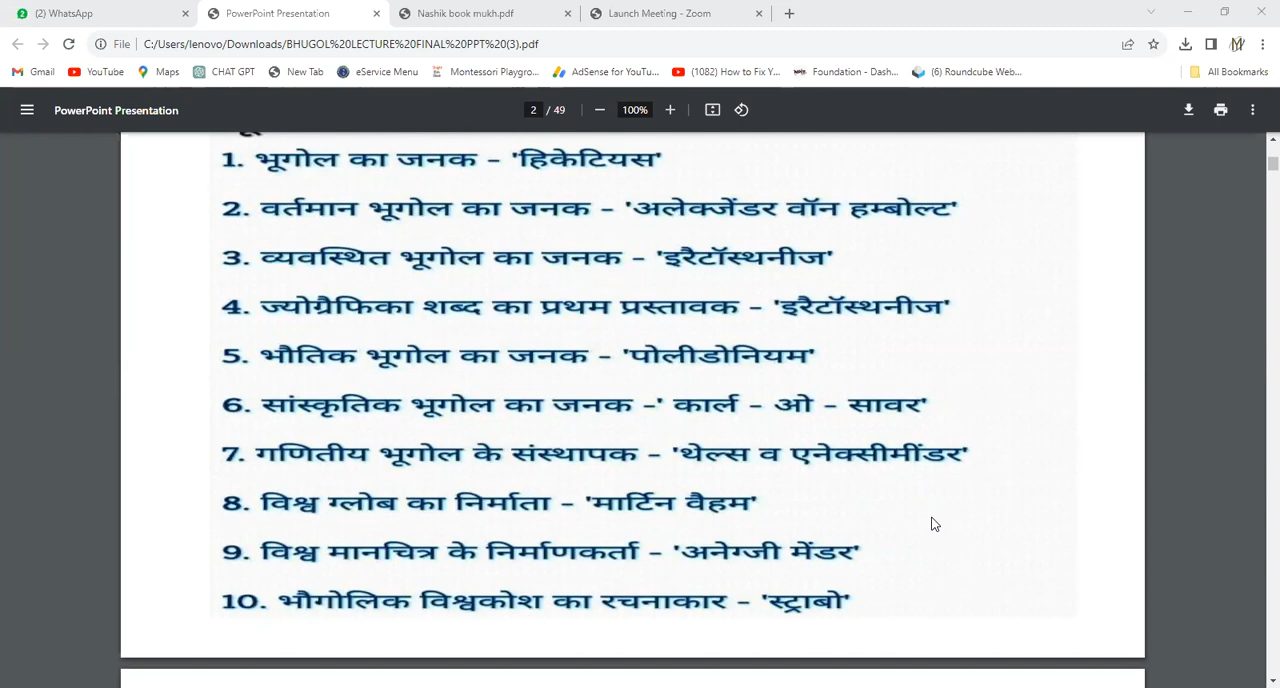 (2) WhatsApp
PowerPoint Presentation
Nashik book mukh.pdf
Launch Meeting - Zoom
File
C:/Users/lenovo/Downloads/BHUGOL%20LECTURE%20FINAL%20PPT%20(3).pdf
Gmail
YouTube
Maps
CHAT GPT
New Tab
eService Menu
Montessori Playgro...
AdSense for YouTu...
(1082) How to Fix Y...
Foundation - Dash...
(6) Roundcube Web...
All Bookmarks
PowerPoint Presentation
2 / 49
100%
1. भूगोल का जनक - 'हिकेटियस'
2. वर्तमान भूगोल का जनक - 'अलेक्जेंडर वॉन हम्बोल्ट'
3. व्यवस्थित भूगोल का जनक - 'इरैटॉस्थनीज'
4. ज्योग्रैफिका शब्द का प्रथम प्रस्तावक - 'इरैटॉस्थनीज'
5. भौतिक भूगोल का जनक - 'पोलीडोनियम'
6. सांस्कृतिक भूगोल का जनक -' कार्ल - ओ - सावर'
7. गणितीय भूगोल के संस्थापक - 'थेल्स व एनेक्सीमींडर'
8. विश्व ग्लोब का निर्माता - 'मार्टिन वैहम'
9. विश्व मानचित्र के निर्माणकर्ता - 'अनेग्जी मेंडर'
10. भौगोलिक विश्वकोश का रचनाकार - 'स्ट्राबो'